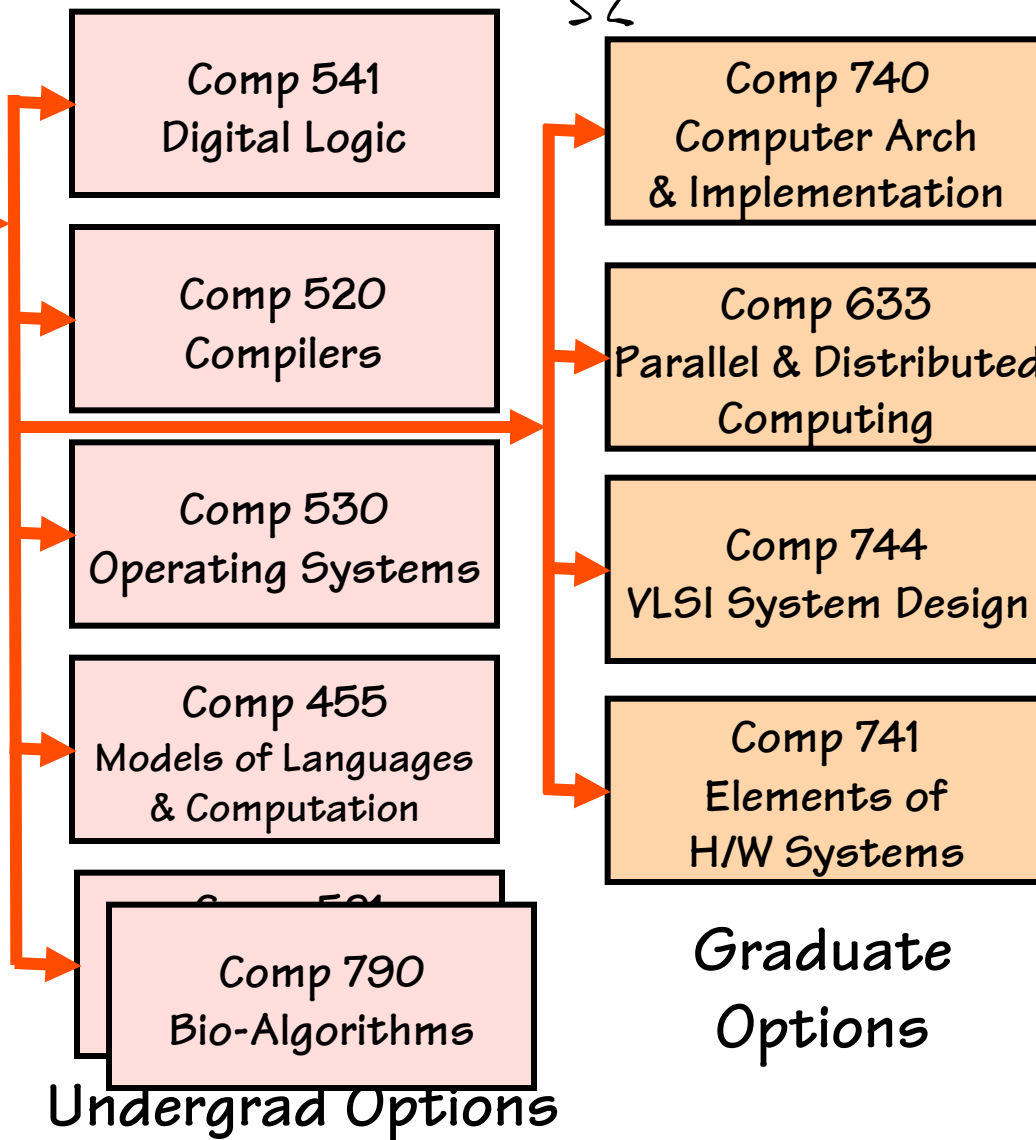 Comp 541
Digital Logic
Comp 520
Compilers
Comp 530
Operating Systems
Comp 455
Models of Languages
& Computation
Comp 790
Bio-Algorithms
Undergrad Options
Comp 740
Computer Arch
& Implementation
Comp 633
Parallel & Distributed
Computing
Comp 744
VLSI System Design
Comp 741
Elements of
H/W Systems
Graduate
Options